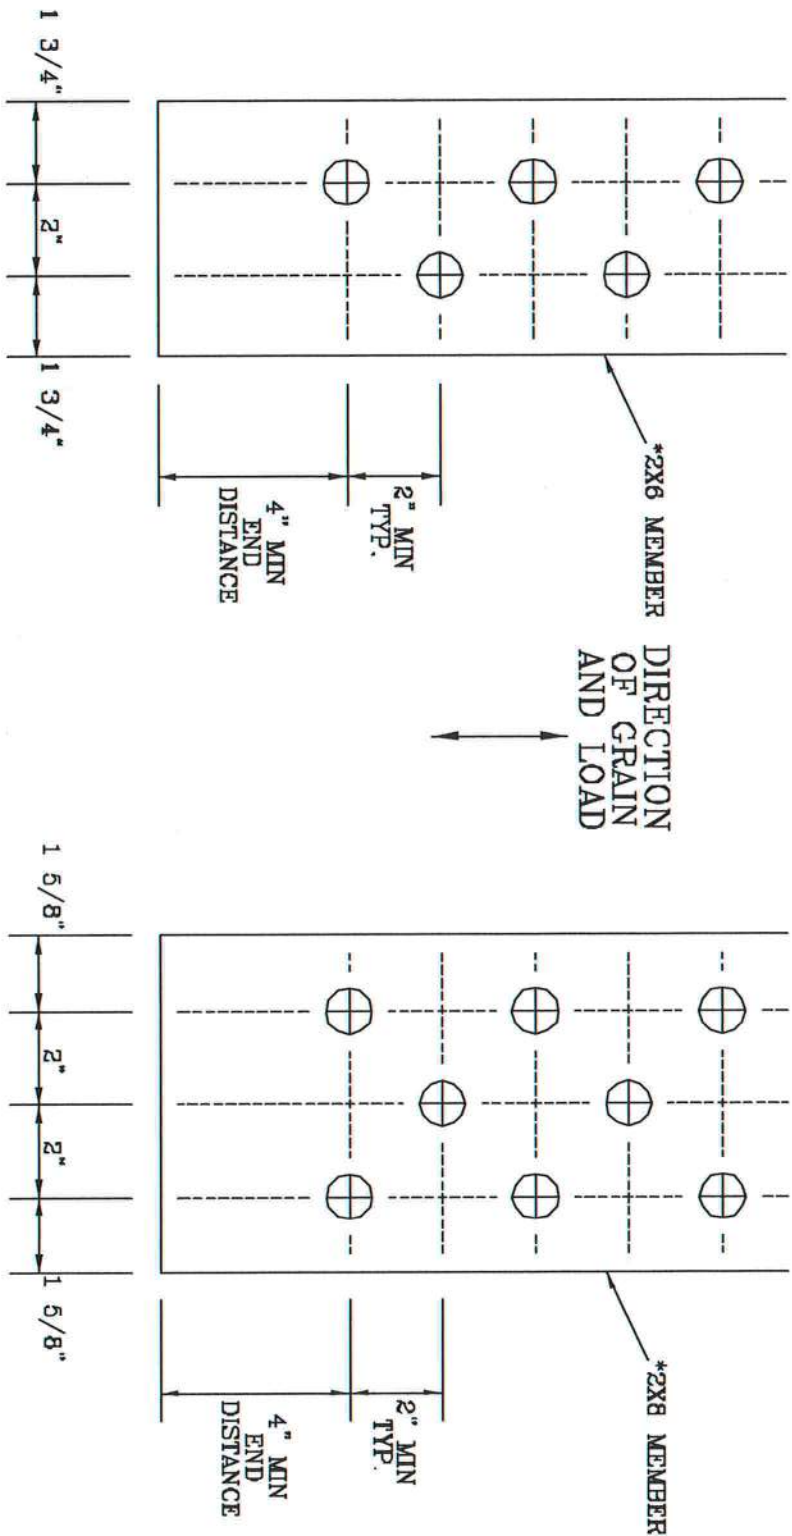 1 3/4"
2"
1 3/4"
*2X6 MEMBER
2" MIN
TYP.
4" MIN
END
DISTANCE
DIRECTION
OF GRAIN
AND LOAD
1 5/8"
2"
2"
1 5/8"
*2X8 MEMBER
2" MIN
TYP.
4" MIN
END
DISTANCE